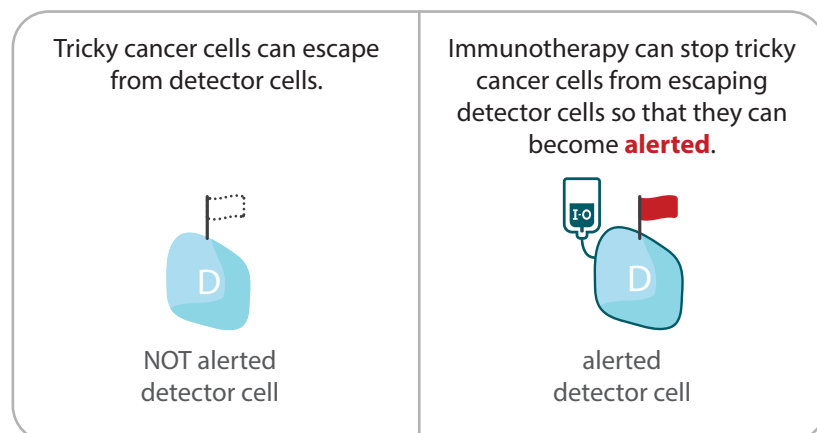 Tricky cancer cells can escape
from detector cells.
D
NOT alerted
detector cell
Immunotherapy can stop tricky
cancer cells from escaping
detector cells so that they can
become alerted.
I-O
D
alerted
detector cell